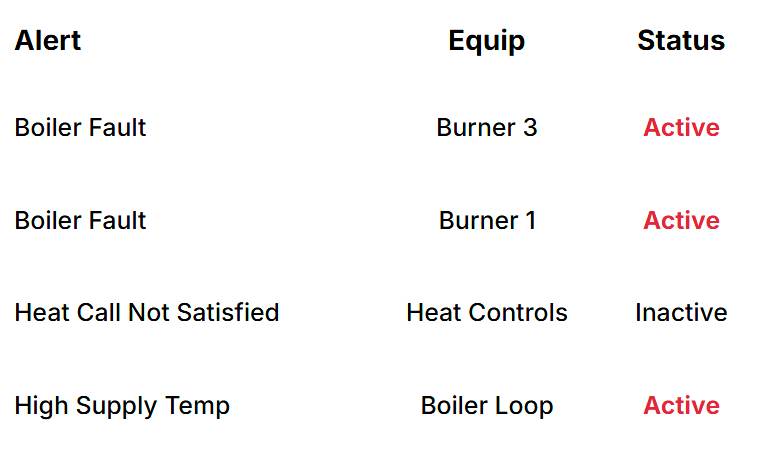 Alert Equip Status
Boiler Fault Burner 3 Active
Boiler Fault Burner 1 Active
Heat Call Not Satisfied Heat Controls Inactive
High Supply Temp Boiler Loop Active